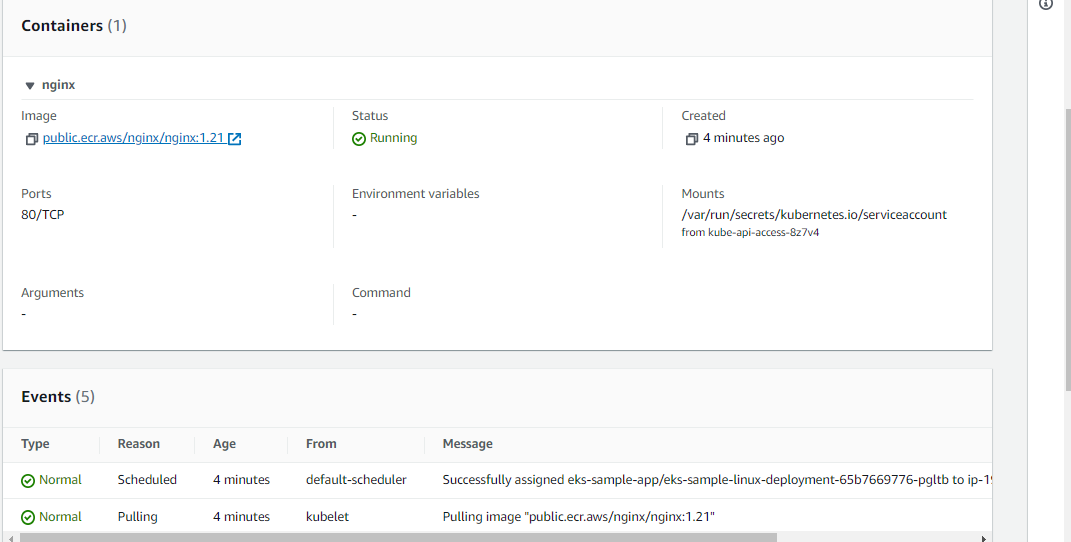 Containers (1)
nginx
Image
Status
Created
public.ecr.aws/nginx/nginx:1.21
Running
4 minutes ago
Ports
Environment variables
Mounts
80/TCP
-
/var/run/secrets/kubernetes.io/serviceaccount
from kube-api-access-8z7v4
Arguments
Command
-
-
Events (5)
Type Reason Age From Message
Normal Scheduled 4 minutes default-scheduler Successfully assigned eks-sample-app/eks-sample-linux-deployment-65b7669776-pgltb to
Normal Pulling 4 minutes kubelet Pulling image "public.ecr.aws/nginx/nginx:1.21"